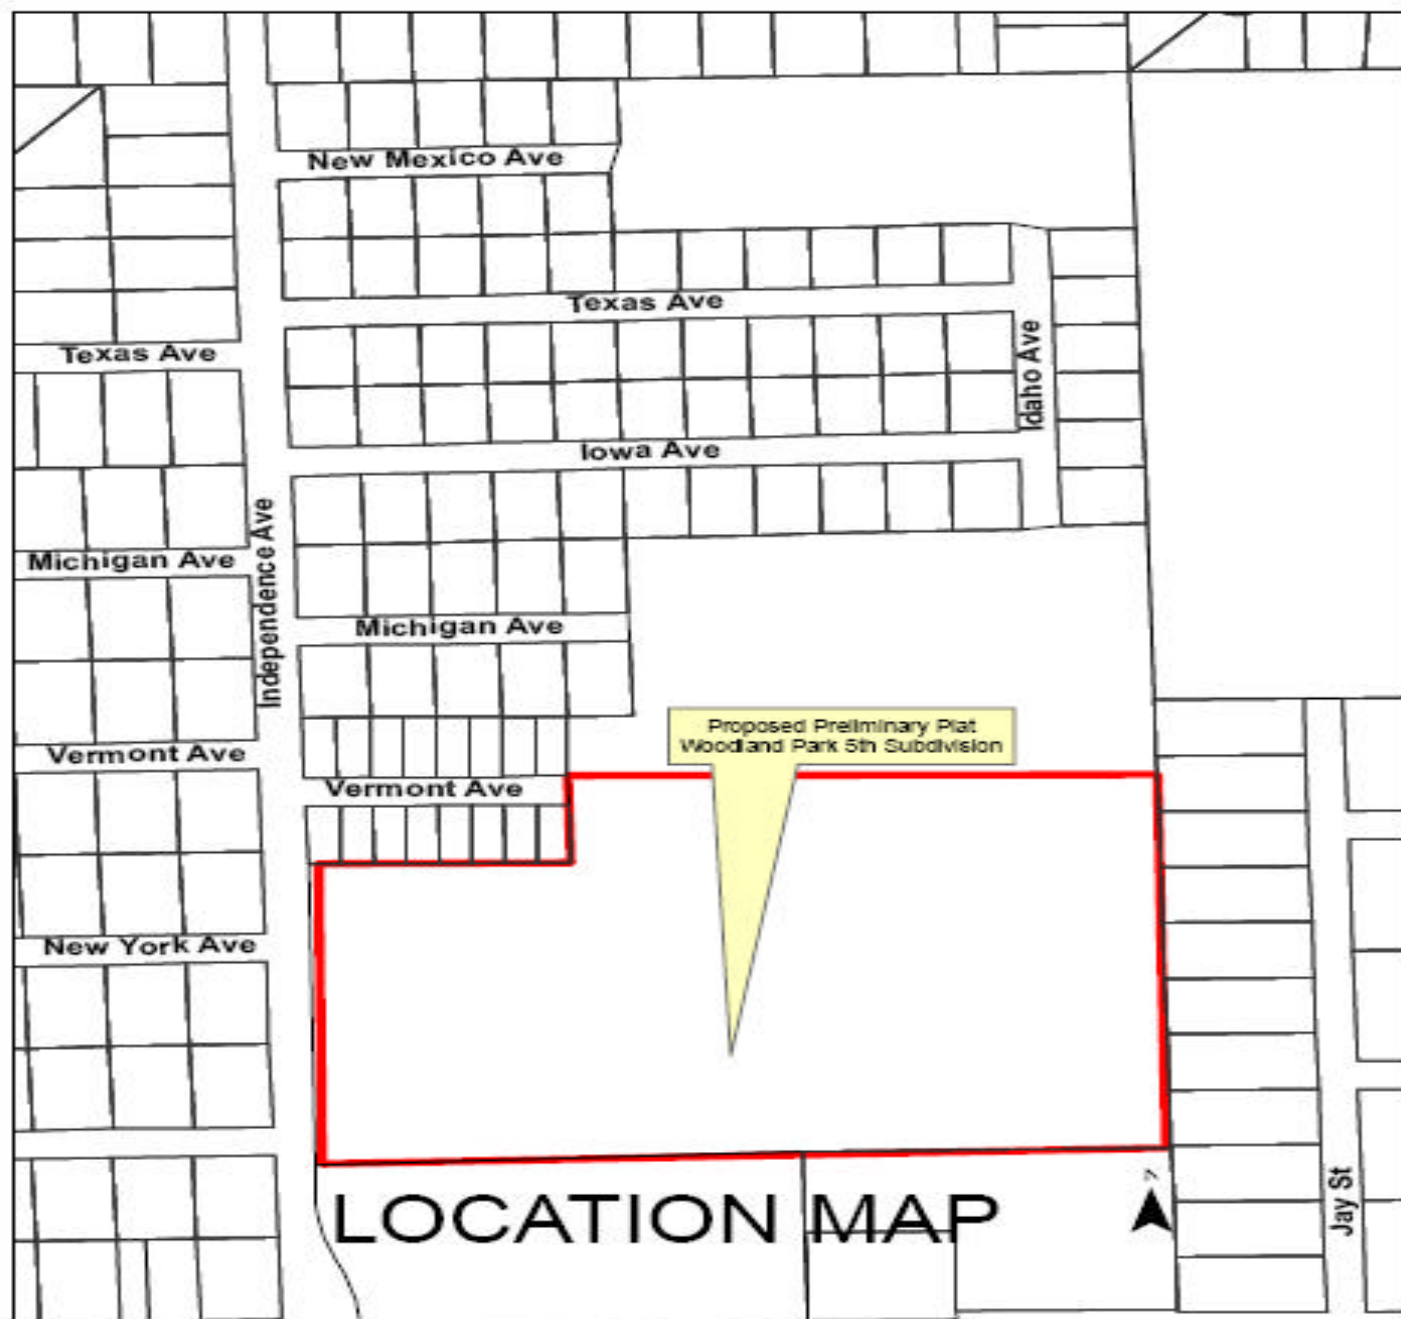 New Mexico Ave
Texas Ave
Texas Ave
Idaho Ave
Iowa Ave
Independence Ave
Michigan Ave
Michigan Ave
Proposed Preliminary Plat
Woodland Park 5th Subdivision
Vermont Ave
Vermont Ave
New York Ave
LOCATION MAP
Jay St